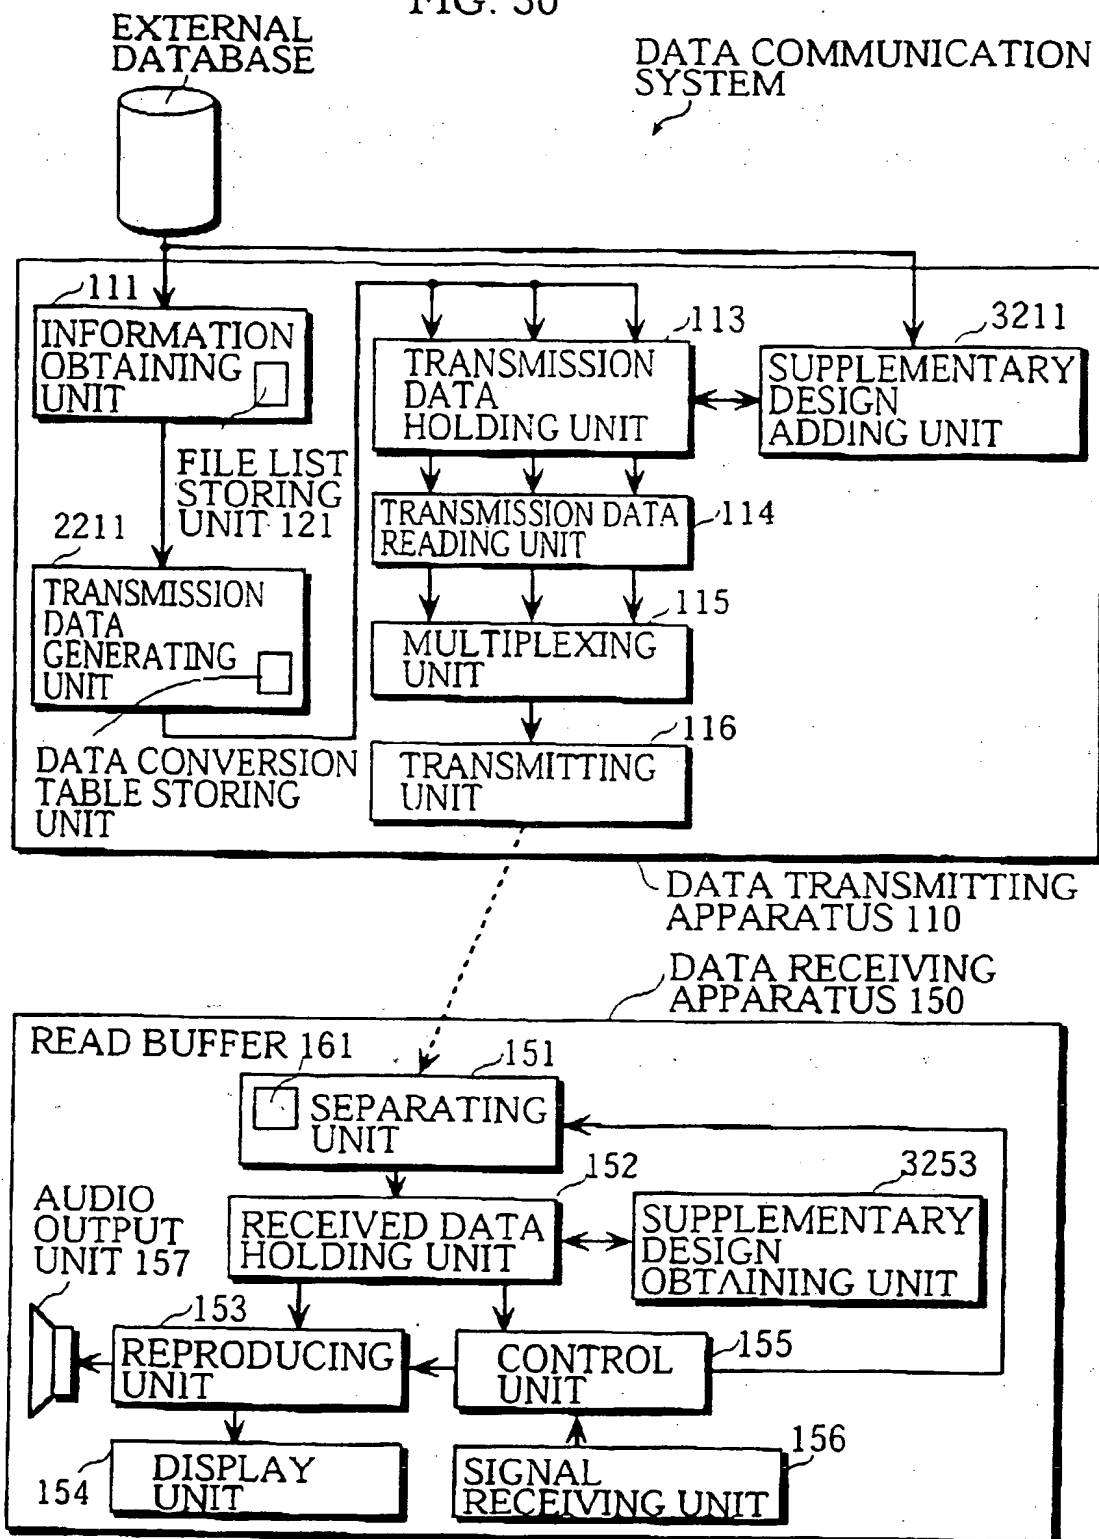 FIG. 30
EXTERNAL
DATABASE
DATA COMMUNICATION
SYSTEM
111
INFORMATION
OBTAINING
UNIT
FILE LIST
STORING
UNIT 121
2211
TRANSMISSION
DATA
GENERATING
UNIT
DATA CONVERSION
TABLE STORING
UNIT
113
TRANSMISSION
DATA
HOLDING UNIT
3211
SUPPLEMENTARY
DESIGN
ADDING UNIT
TRANSMISSION DATA
READING UNIT
114
115
MULTIPLEXING
UNIT
116
TRANSMITTING
UNIT
DATA TRANSMITTING
APPARATUS 110
DATA RECEIVING
APPARATUS 150
READ BUFFER 161
151
SEPARATING
UNIT
152
RECEIVED DATA
HOLDING UNIT
3253
SUPPLEMENTARY
DESIGN
OBTAINING UNIT
AUDIO
OUTPUT
UNIT 157
153
REPRODUCING
UNIT
CONTROL
UNIT
155
154
DISPLAY
UNIT
SIGNAL
RECEIVING UNIT
156